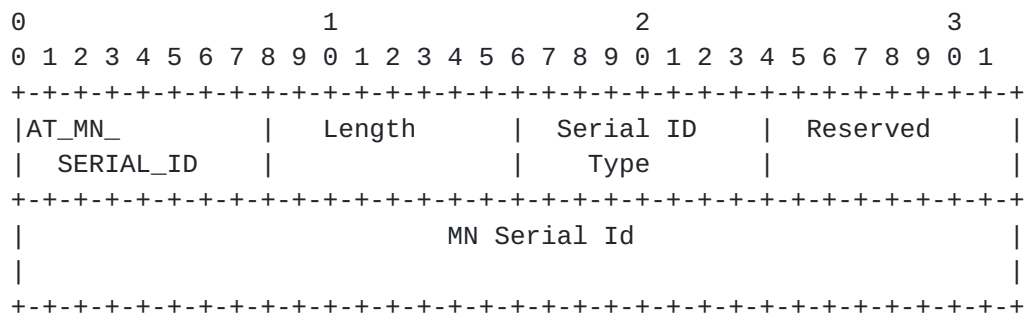 0                   1                   2                   3
0 1 2 3 4 5 6 7 8 9 0 1 2 3 4 5 6 7 8 9 0 1 2 3 4 5 6 7 8 9 0 1
+-+-+-+-+-+-+-+-+-+-+-+-+-+-+-+-+-+-+-+-+-+-+-+-+-+-+-+-+-+-+-+-+
|AT_MN_         |   Length      |  Serial ID    |  Reserved     |
|  SERIAL_ID    |               |    Type       |               |
+-+-+-+-+-+-+-+-+-+-+-+-+-+-+-+-+-+-+-+-+-+-+-+-+-+-+-+-+-+-+-+-+
|                           MN Serial Id                        |
|                                                               |
+-+-+-+-+-+-+-+-+-+-+-+-+-+-+-+-+-+-+-+-+-+-+-+-+-+-+-+-+-+-+-+-+